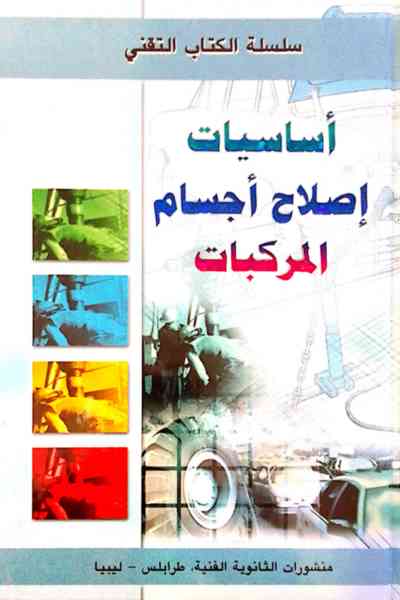 سلسلة الكتاب التقني
أساسيات
إصلاح أجسام
المركبات
منشورات الثانوية الفنية، طرابلس - ليبيا